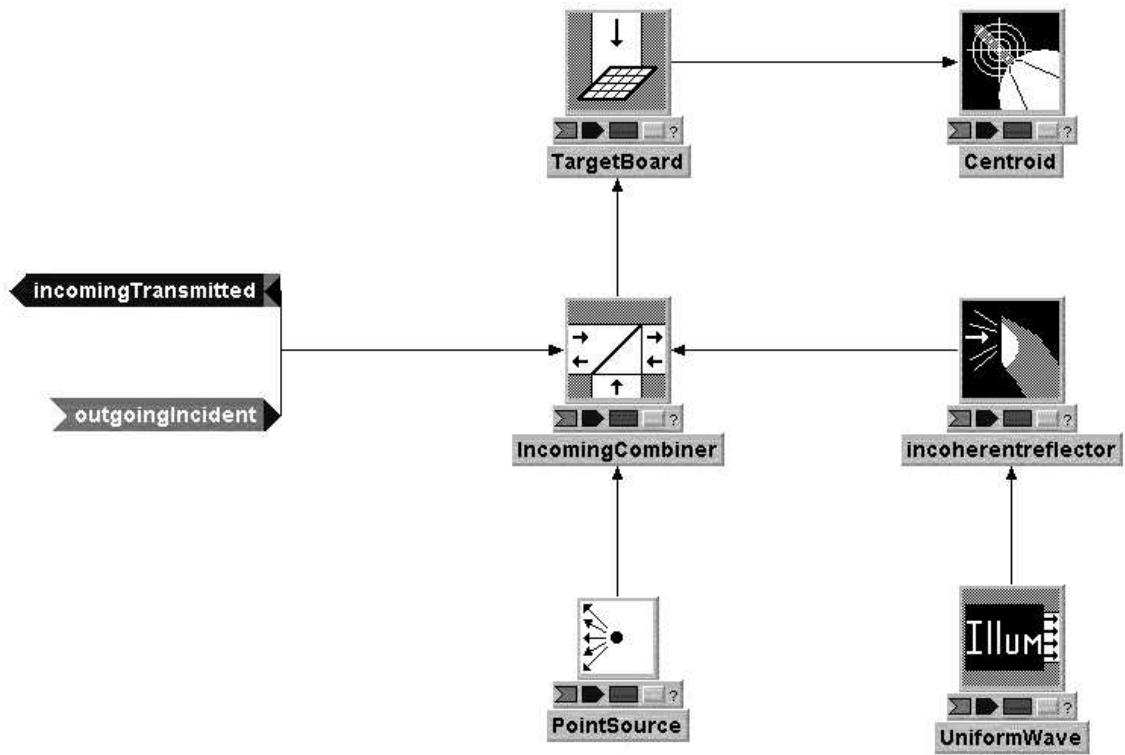 ? ?
TargetBoard Centroid
incomingTransmitted
outgoingIncident
? ?
IncomingCombiner incoherentreflector
Illum
? ?
PointSource UniformWave